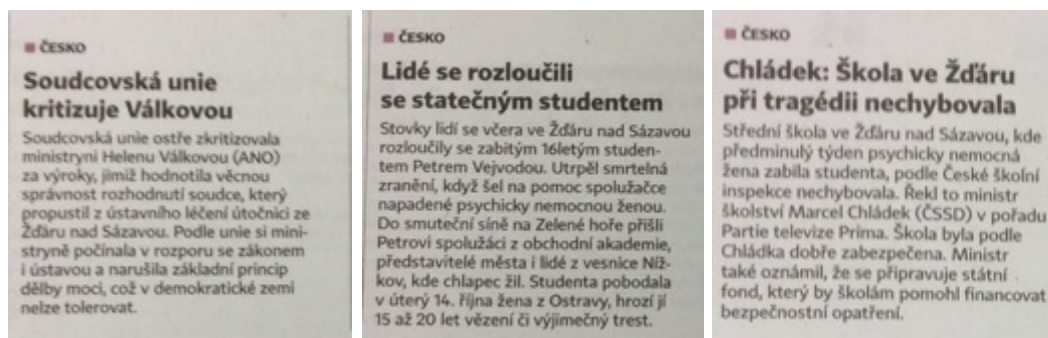 ČESKO
Soudcovská unie
kritizuje Válkovou
Soudcovská unie ostře zkritizovala
ministryni Helenu Válkovou (ANO)
za výroky, jimiž hodnotila věcnou
správnost rozhodnutí soudce, který
propustil z ústavního léčení útočnici ze
Žďáru nad Sázavou. Podle unie si mini-
stryně počínala v rozporu se zákonem
i ústavou a narušila základní princip
dělby moci, což v demokratické zemi
nelze tolerovat.
ČESKO
Lidé se rozloučili
se statečným studentem
Stovky lidí se včera ve Žďáru nad Sázavou
rozloučily se zabitým 16letým studen-
tem Petrem Vejvodou. Utrpěl smrtelná
zranění, když šel na pomoc spolužačce
napadené psychicky nemocnou ženou.
Do smuteční síně na Zelené hoře přišli
Petrovi spolužáci z obchodní akademie,
představitelé města i lidé z vesnice Níž-
kov, kde chlapec žil. Studenta pobodala
v úterý 14. října žena z Ostravy, hrozí jí
15 až 20 let vězení či výjimečný trest.
ČESKO
Chládek: Škola ve Žďáru
při tragédii nechybovala
Střední škola ve Žďáru nad Sázavou, kde
předminulý týden psychicky nemocná
žena zabila studenta, podle České školní
inspekce nechybovala. Řekl to ministr
školství Marcel Chládek (ČSSD) v pořadu
Partie televize Prima. Škola byla podle
Chládka dobře zabezpečena. Ministr
také oznámil, že se připravuje státní
fond, který by školám pomohl financovat
bezpečnostní opatření.